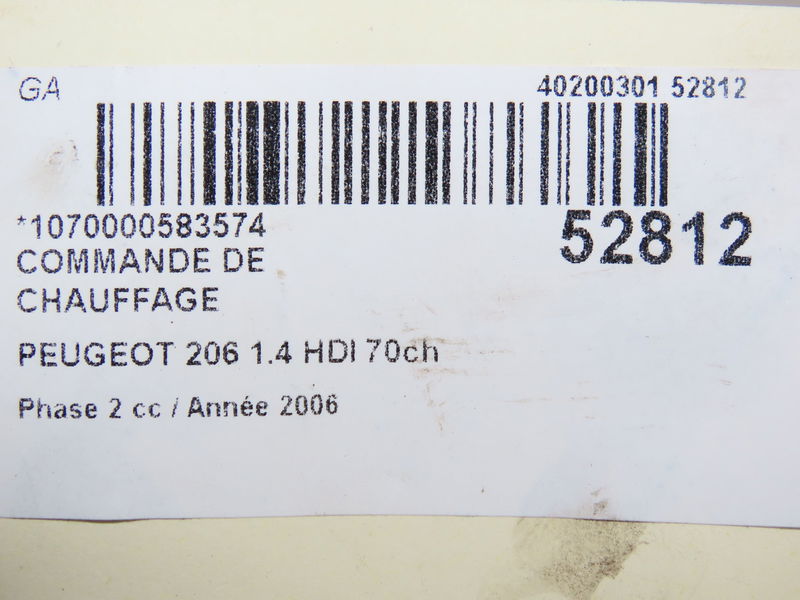 GA
40200301 52812
*1070000583574
52812
COMMANDE DE
CHAUFFAGE
PEUGEOT 206 1.4 HDI 70ch
Phase 2 cc / Année 2006